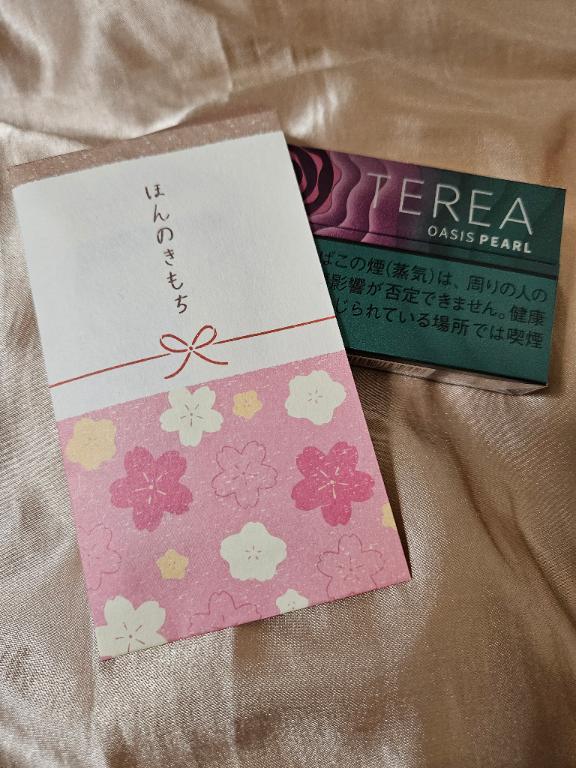 ほんのきもち
TEREA
OASIS PEARL
ばこの煙(蒸気)は、周りの人の
影響が否定できません。健康
じられている場所では喫煙